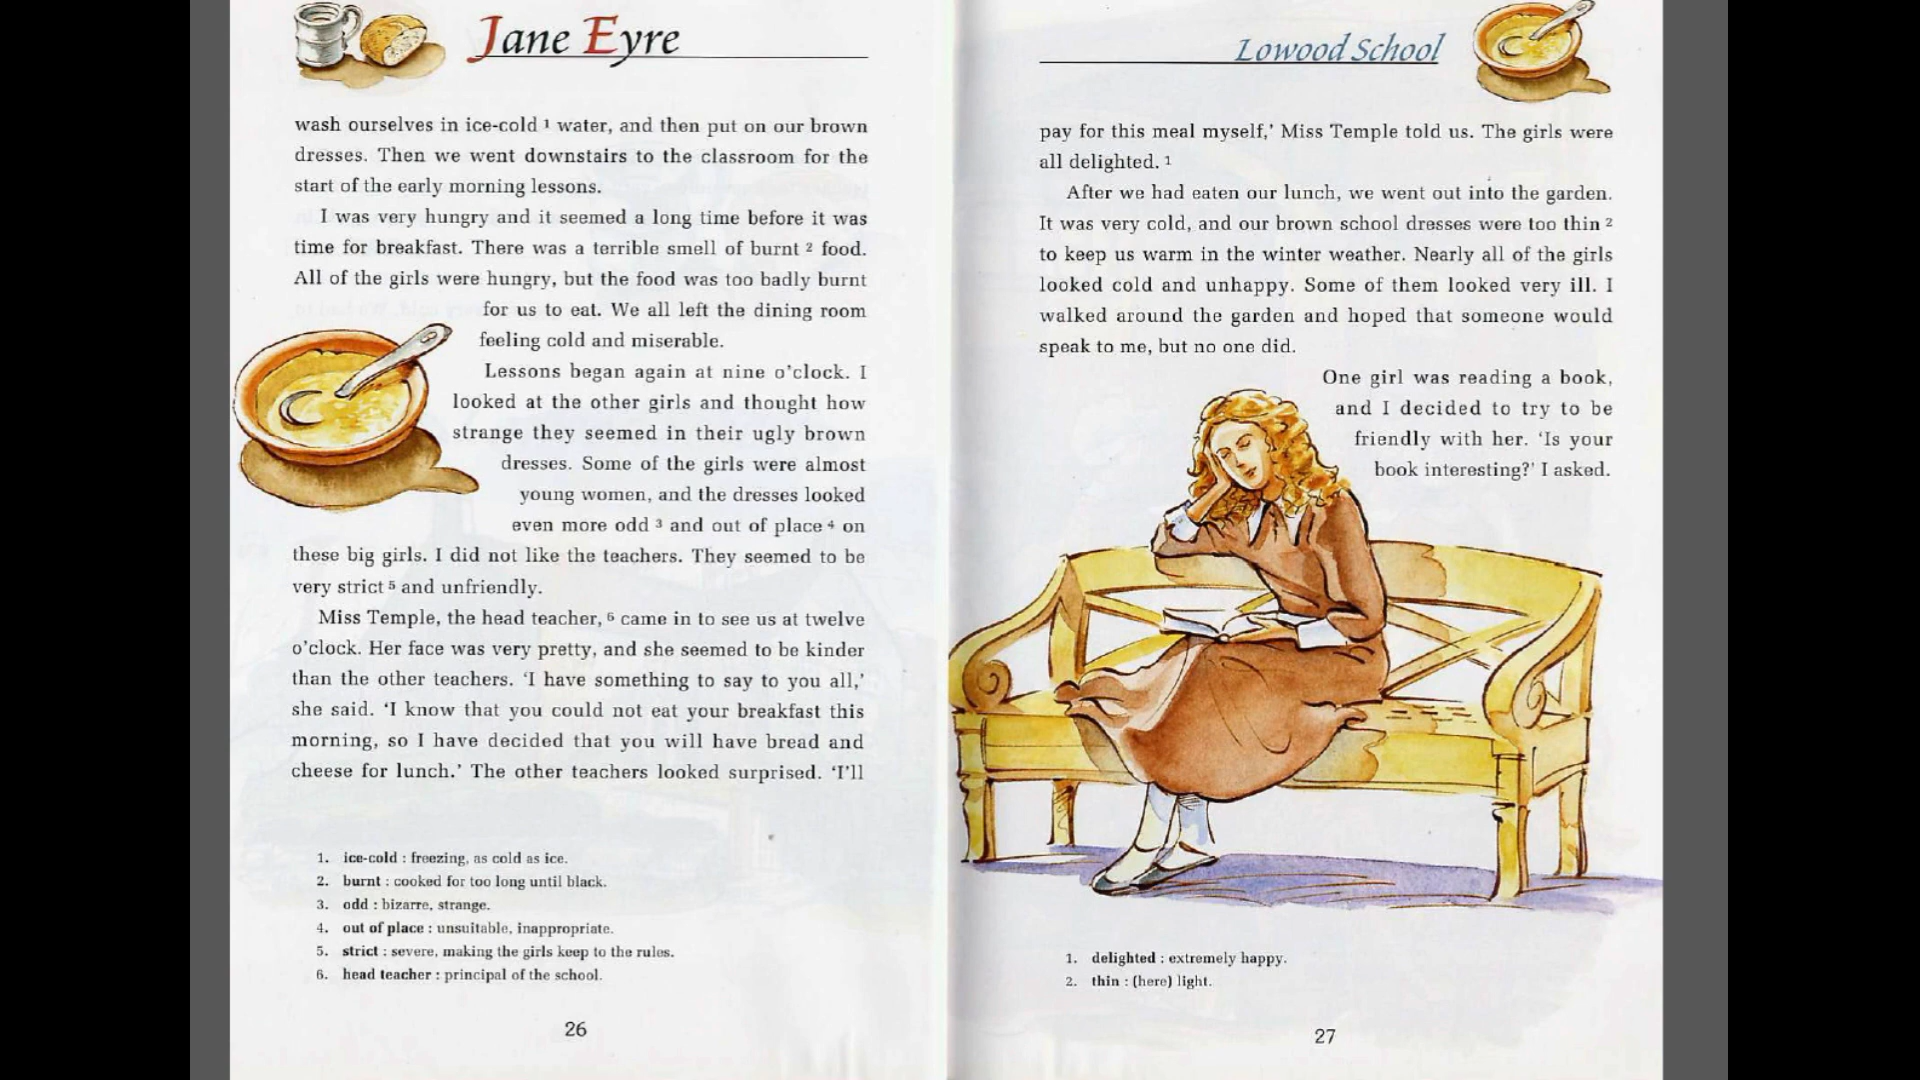 Jane Eyre
wash ourselves in ice-cold 1 water, and then put on our brown
dresses. Then we went downstairs to the classroom for the
start of the early morning lessons.
I was very hungry and it seemed a long time before it was
time for breakfast. There was a terrible smell of burnt 2 food.
All of the girls were hungry, but the food was too badly burnt
for us to eat. We all left the dining room
feeling cold and miserable.
Lessons began again at nine o'clock. I
looked at the other girls and thought how
strange they seemed in their ugly brown
dresses. Some of the girls were almost
young women, and the dresses looked
even more odd 3 and out of place 4 on
these big girls. I did not like the teachers. They seemed to be
very strict 5 and unfriendly.
Miss Temple, the head teacher, 6 came in to see us at twelve
o'clock. Her face was very pretty, and she seemed to be kinder
than the other teachers. ‘I have something to say to you all,’
she said. ‘I know that you could not eat your breakfast this
morning, so I have decided that you will have bread and
cheese for lunch.’ The other teachers looked surprised. ‘I’ll
1. ice-cold : freezing, as cold as ice.
2. burnt : cooked for too long until black.
3. odd : bizarre, strange.
4. out of place : unsuitable, inappropriate.
5. strict : severe, making the girls keep to the rules.
6. head teacher : principal of the school.
26
Lowood School
pay for this meal myself,’ Miss Temple told us. The girls were
all delighted. 1
After we had eaten our lunch, we went out into the garden.
It was very cold, and our brown school dresses were too thin 2
to keep us warm in the winter weather. Nearly all of the girls
looked cold and unhappy. Some of them looked very ill. I
walked around the garden and hoped that someone would
speak to me, but no one did.
One girl was reading a book,
and I decided to try to be
friendly with her. ‘Is your
book interesting?’ I asked.
1. delighted : extremely happy.
2. thin : (here) light.
27